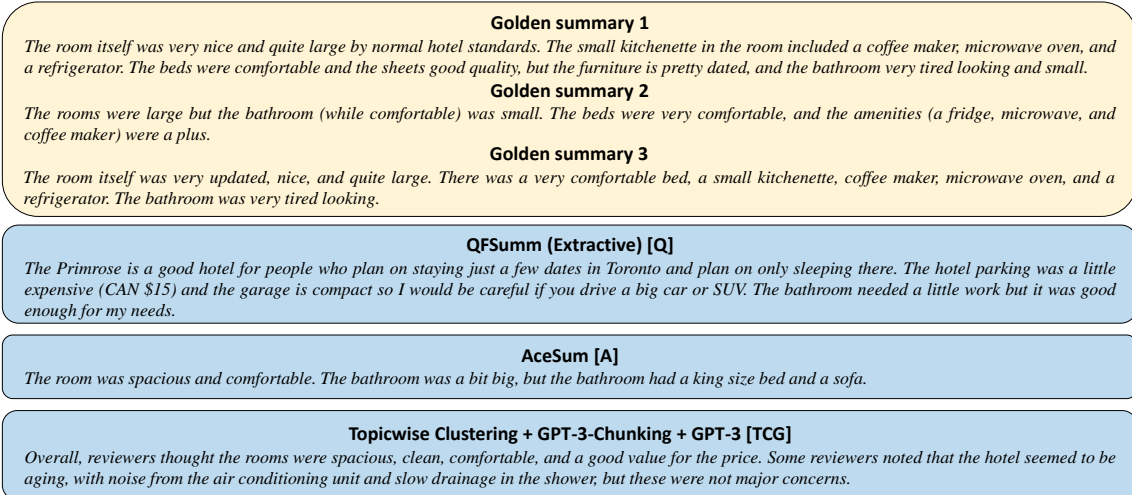 Golden summary 1
The room itself was very nice and quite large by normal hotel standards. The small kitchenette in the room included a coffee maker, microwave oven, and
a refrigerator. The beds were comfortable and the sheets good quality, but the furniture is pretty dated, and the bathroom very tired looking and small.
Golden summary 2
The rooms were large but the bathroom (while comfortable) was small. The beds were very comfortable, and the amenities (a fridge, microwave, and
coffee maker) were a plus.
Golden summary 3
The room itself was very updated, nice, and quite large. There was a very comfortable bed, a small kitchenette, coffee maker, microwave oven, and a
refrigerator. The bathroom was very tired looking.
QFSumm (Extractive) [Q]
The Primrose is a good hotel for people who plan on staying just a few dates in Toronto and plan on only sleeping there. The hotel parking was a little
expensive (CAN $15) and the garage is compact so I would be careful if you drive a big car or SUV. The bathroom needed a little work but it was good
enough for my needs.
AceSum [A]
The room was spacious and comfortable. The bathroom was a bit big, but the bathroom had a king size bed and a sofa.
Topicwise Clustering + GPT-3-Chunking + GPT-3 [TCG]
Overall, reviewers thought the rooms were spacious, clean, comfortable, and a good value for the price. Some reviewers noted that the hotel seemed to be
aging, with noise from the air conditioning unit and slow drainage in the shower, but these were not major concerns.